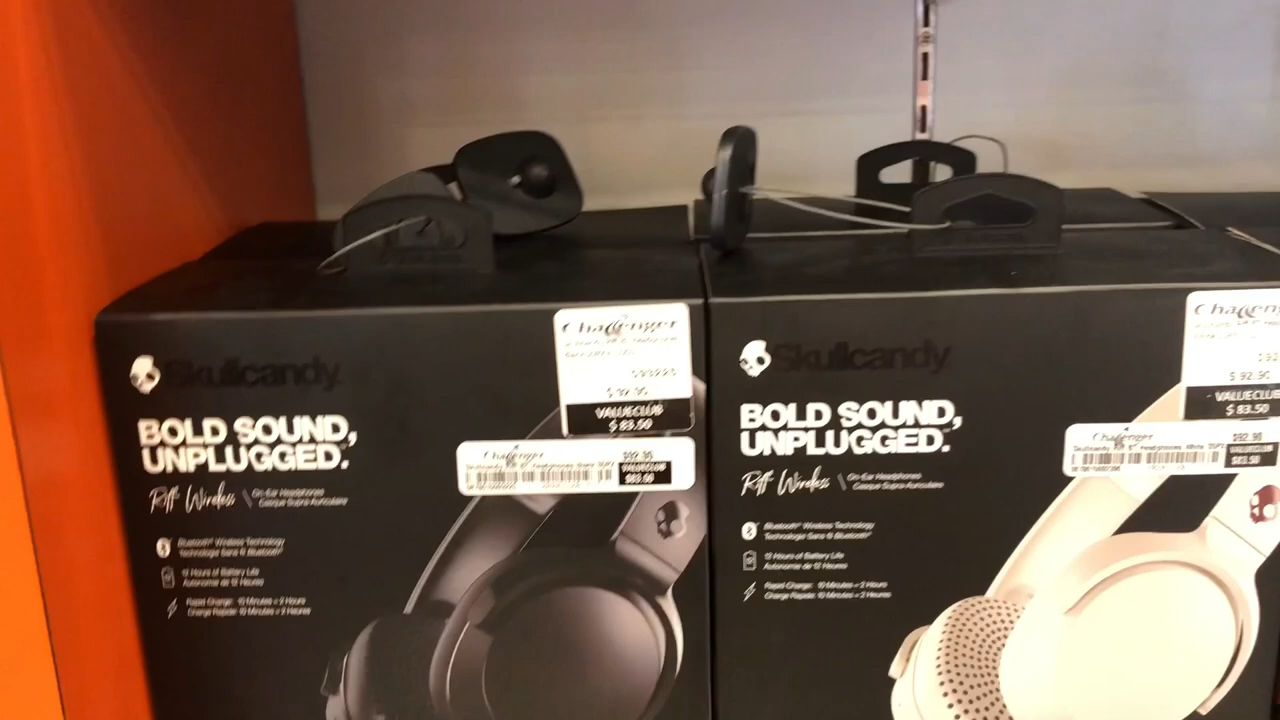 Skullcandy
BOLD SOUND,
UNPLUGGED.
Riff Wireless \ On-Ear Headphones
Casque Supra-Auriculaire
Bluetooth® Wireless Technology
Technologie Sans Fil Bluetooth®
12 Hours of Battery Life
Autonomie de 12 Heures
Rapid Charge: 10 Minutes = 2 Hours
Charge Rapide: 10 Minutes = 2 Heures
Challenger
$ 92.90
VALUECLUB
$ 83.50
Challenger
$92.90
VALUECLUB
$83.50
Skullcandy
BOLD SOUND,
UNPLUGGED.
Riff Wireless \ On-Ear Headphones
Casque Supra-Auriculaire
Bluetooth® Wireless Technology
Technologie Sans Fil Bluetooth®
12 Hours of Battery Life
Autonomie de 12 Heures
Rapid Charge: 10 Minutes = 2 Hours
Charge Rapide: 10 Minutes = 2 Heures
Challeng
$ 92.90
VALUECLUB
$ 83.50
Challenger
$92.90
VALUECLUB
$83.50